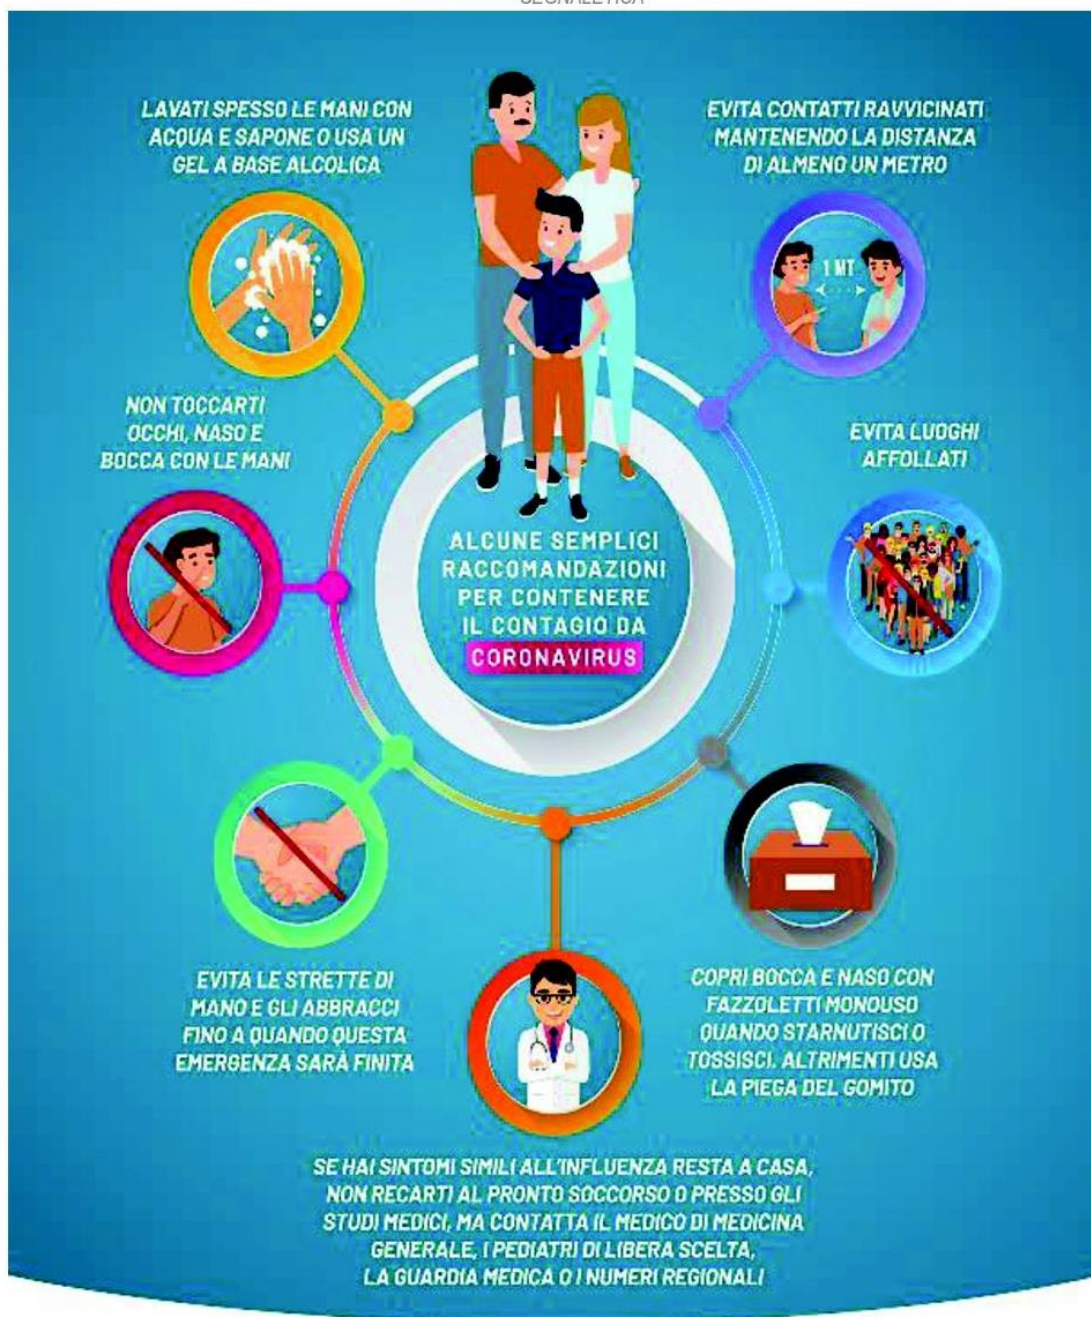 SEGNALETICA
LAVATI SPESSO LE MANI CON
ACQUA E SAPONE O USA UN
GEL A BASE ALCOLICA
EVITA CONTATTI RAVVICINATI
MANTENENDO LA DISTANZA
DI ALMENO UN METRO
1 MT.
NON TOCCARTI
OCCHI, NASO E
BOCCA CON LE MANI
EVITA LUOGHI
AFFOLLATI
ALCUNE SEMPLICI
RACCOMANDAZIONI
PER CONTENERE
IL CONTAGIO DA
CORONAVIRUS
EVITA LE STRETTE DI
MANO E GLI ABBRACCI
FINO A QUANDO QUESTA
EMERGENZA SARÀ FINITA
COPRI BOCCA E NASO CON
FAZZOLETTI MONOUSO
QUANDO STARNUTISCI O
TOSSISCI. ALTRIMENTI USA
LA PIEGA DEL GOMITO
SE HAI SINTOMI SIMILI ALL'INFLUENZA RESTA A CASA,
NON RECARTI AL PRONTO SOCCORSO O PRESSO GLI
STUDI MEDICI, MA CONTATTA IL MEDICO DI MEDICINA
GENERALE, I PEDIATRI DI LIBERA SCELTA,
LA GUARDIA MEDICA O I NUMERI REGIONALI